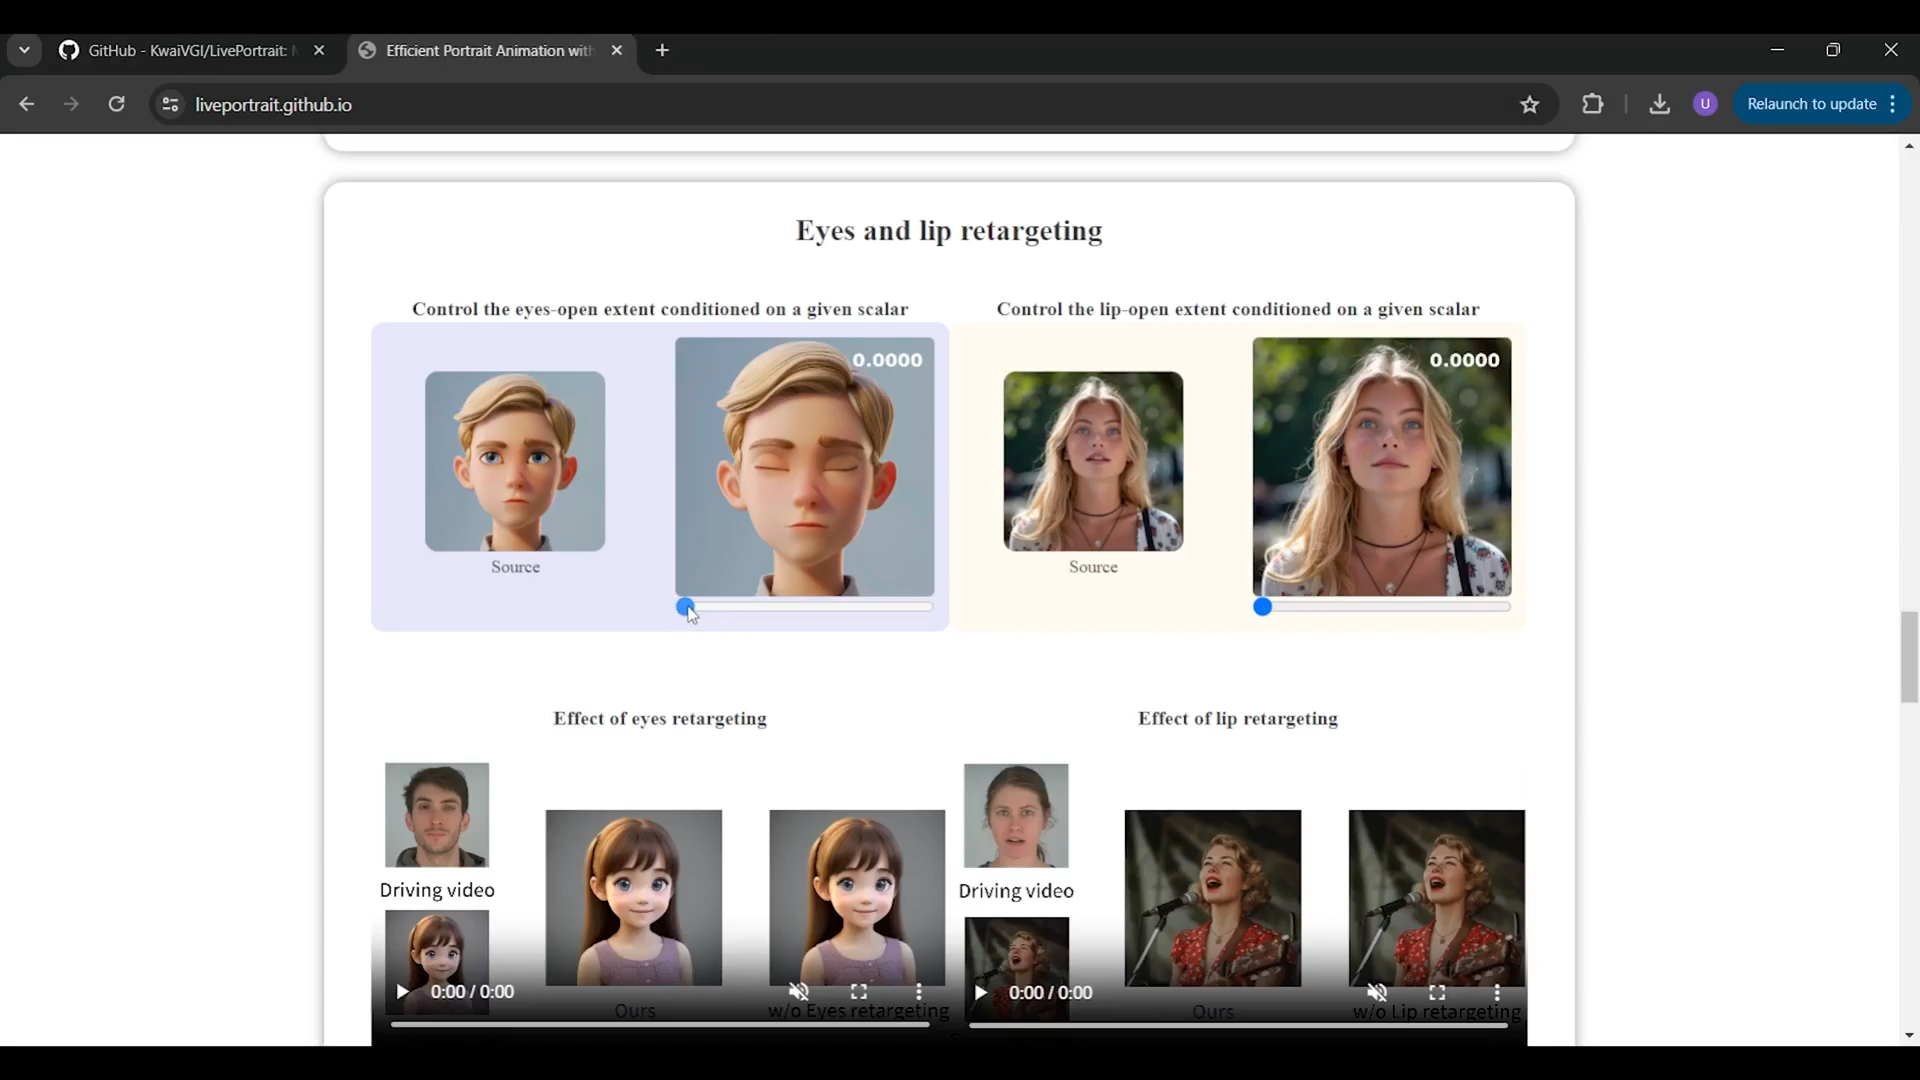 GitHub - KwaiVGI/LivePortrait:
Efficient Portrait Animation with
liveportrait.github.io
U
Relaunch to update
Eyes and lip retargeting
Control the eyes-open extent conditioned on a given scalar
Control the lip-open extent conditioned on a given scalar
0.0000
0.0000
Source
Source
Effect of eyes retargeting
Effect of lip retargeting
Driving video
Driving video
0:00 / 0:00
0:00 / 0:00
Ours
w/o Eyes retargeting
Ours
w/o Lip retargeting